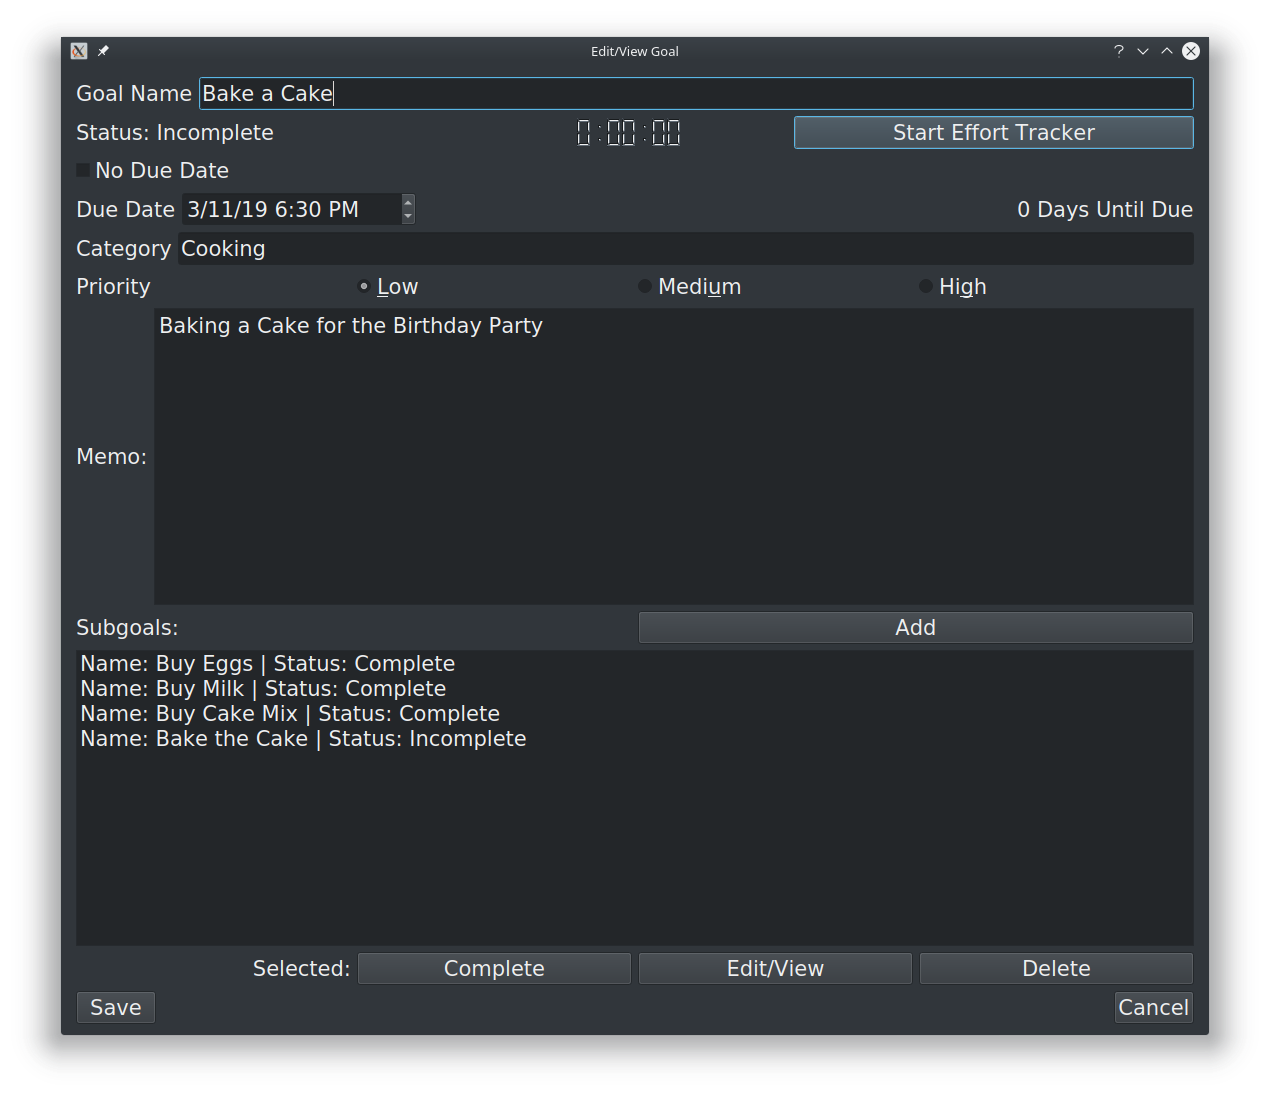 Edit/View Goal
Goal Name Bake a Cake
Status: Incomplete 0:00:00 Start Effort Tracker
No Due Date
Due Date 3/11/19 6:30 PM 0 Days Until Due
Category Cooking
Priority Low Medium High
Baking a Cake for the Birthday Party
Memo:
Subgoals: Add
Name: Buy Eggs | Status: Complete
Name: Buy Milk | Status: Complete
Name: Buy Cake Mix | Status: Complete
Name: Bake the Cake | Status: Incomplete
Selected: Complete Edit/View Delete
Save Cancel